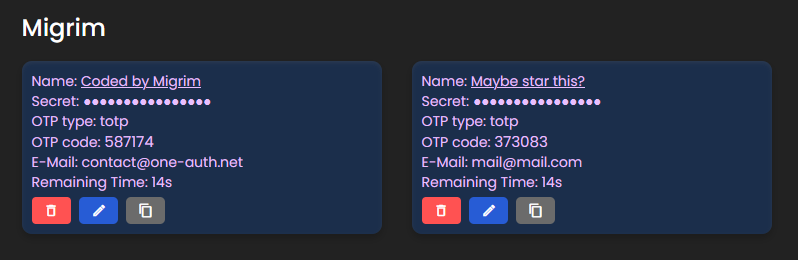 Migrim
Name: Coded by Migrim
Secret: ●●●●●●●●●●●●●●●●
OTP type: totp
OTP code: 587174
E-Mail: contact@one-auth.net
Remaining Time: 14s
Name: Maybe star this?
Secret: ●●●●●●●●●●●●●●●●
OTP type: totp
OTP code: 373083
E-Mail: mail@mail.com
Remaining Time: 14s